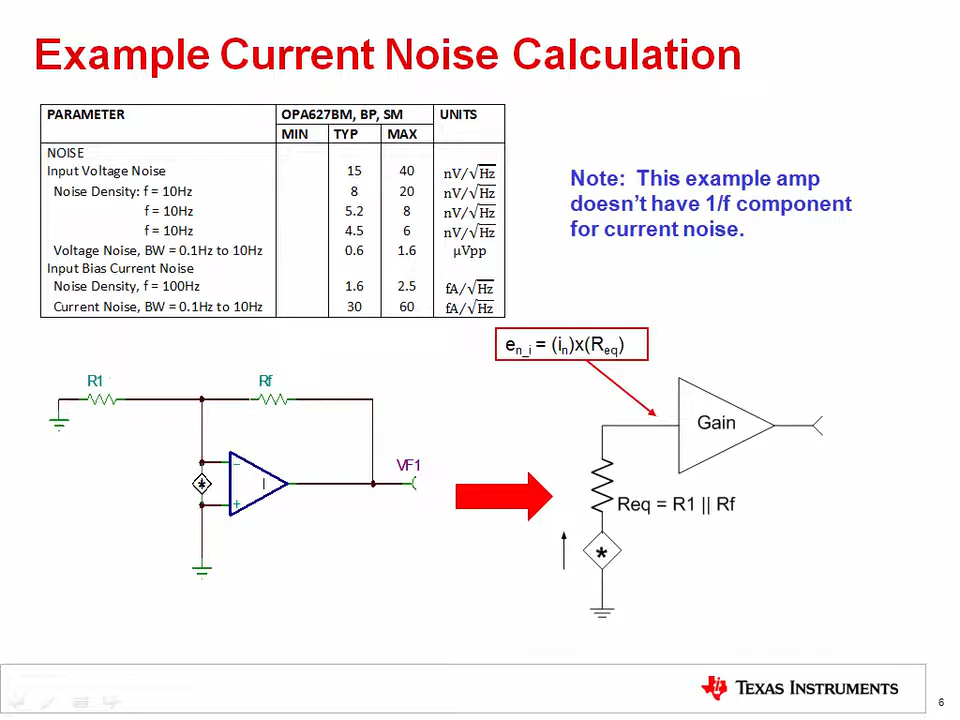 Example Current Noise Calculation
PARAMETER OPA627BM, BP, SM UNITS
MIN TYP MAX
NOISE
Input Voltage Noise 15 40 nV/√Hz
Noise Density: f = 10Hz 8 20 nV/√Hz
f = 10Hz 5.2 8 nV/√Hz
f = 10Hz 4.5 6 nV/√Hz
Voltage Noise, BW = 0.1Hz to 10Hz 0.6 1.6 µVpp
Input Bias Current Noise
Noise Density, f = 100Hz 1.6 2.5 fA/√Hz
Current Noise, BW = 0.1Hz to 10Hz 30 60 fA/√Hz
Note: This example amp
doesn't have 1/f component
for current noise.
en_i = (in)x(Req)
R1 Rf
Gain
VF1
Req = R1 || Rf
*
TEXAS INSTRUMENTS
6